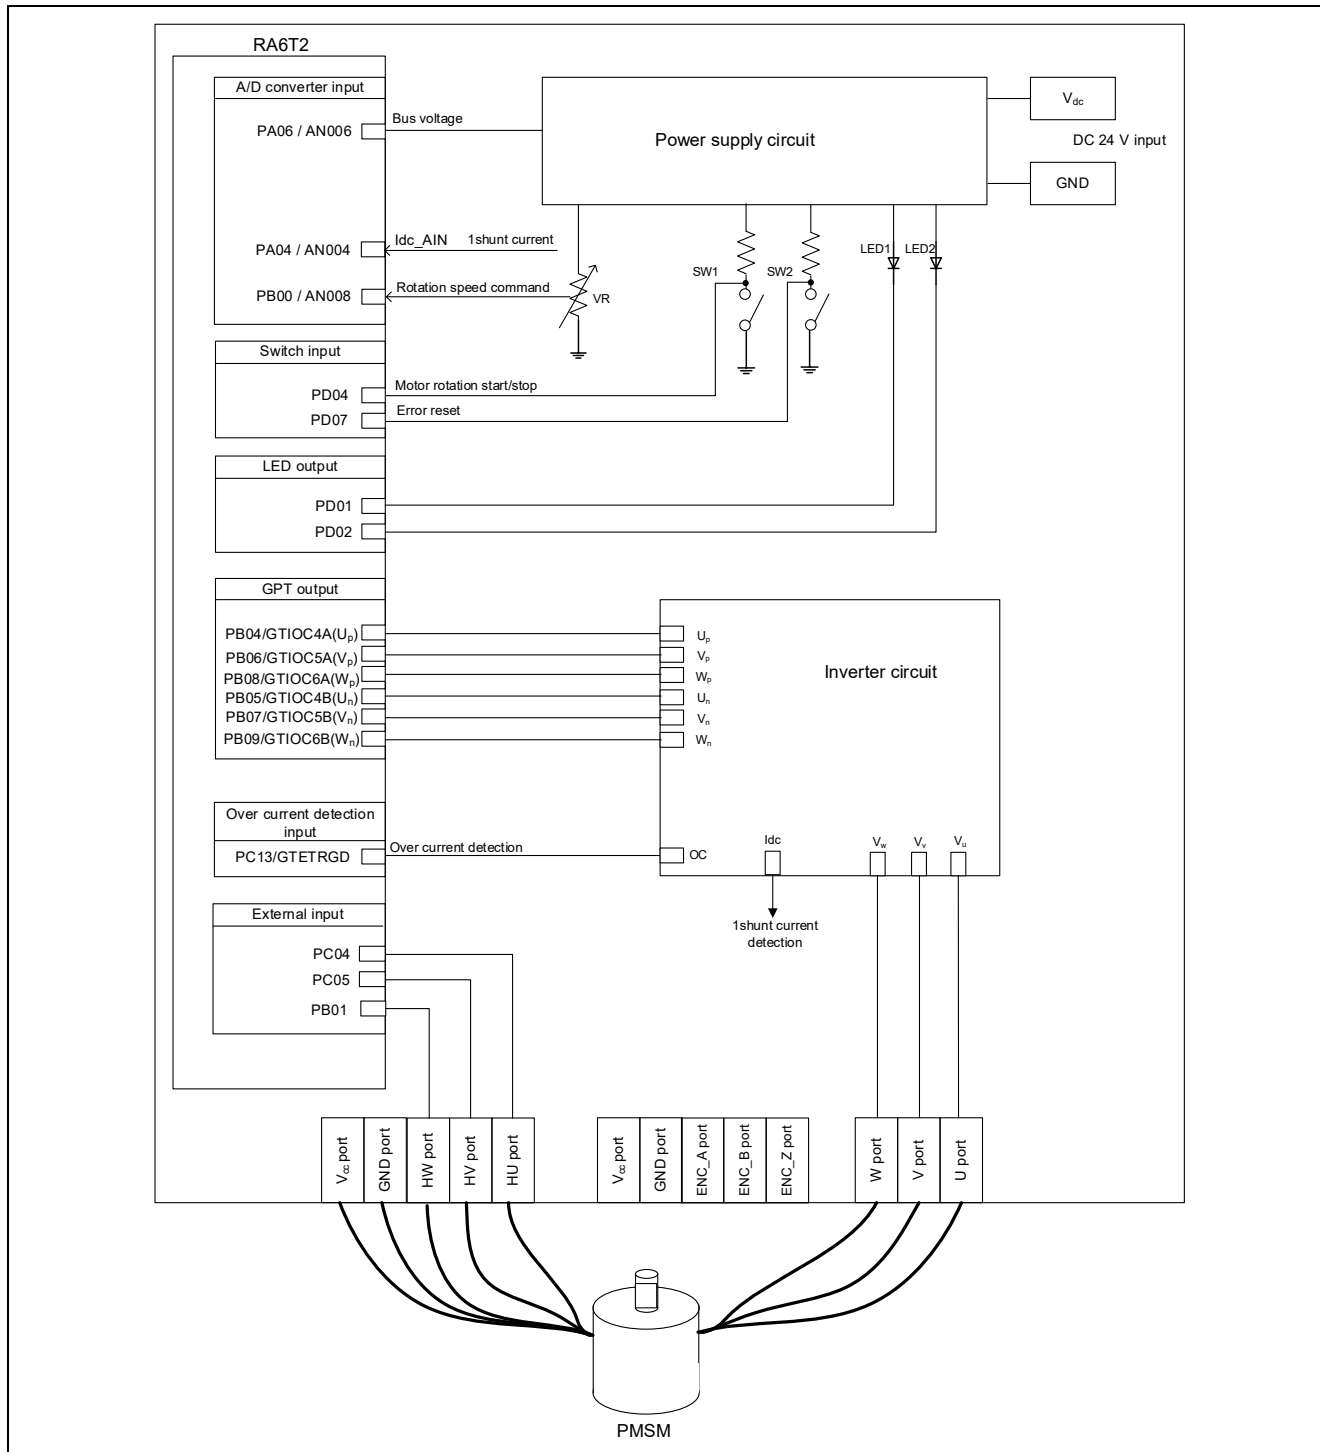 RA6T2
A/D converter input
PA06 / AN006
Bus voltage
Power supply circuit
Vdc
DC 24 V input
GND
PA04 / AN004
Idc_AIN
1shunt current
PB00 / AN008
Rotation speed command
VR
SW1
SW2
LED1
LED2
Switch input
PD04
Motor rotation start/stop
PD07
Error reset
LED output
PD01
PD02
GPT output
PB04/GTIOC4A(Up)
PB06/GTIOC5A(Vp)
PB08/GTIOC6A(Wp)
PB05/GTIOC4B(Un)
PB07/GTIOC5B(Vn)
PB09/GTIOC6B(Wn)
Up
Vp
Wp
Un
Vn
Wn
Inverter circuit
Over current detection
input
PC13/GTETRGD
Over current detection
OC
Idc
Vw
Vv
Vu
1shunt current
detection
External input
PC04
PC05
PB01
Vcc port
GND port
HW port
HV port
HU port
Vcc port
GND port
ENC_A port
ENC_B port
ENC_Z port
W port
V port
U port
PMSM